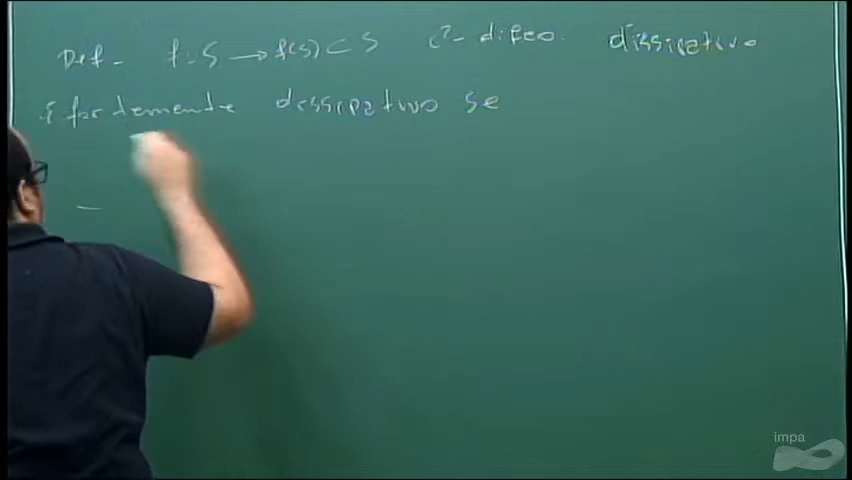 Def - f: S → f(S) ⊂ S C²- difeo. dissipativo
é fortemente dissipativo se
-
impa